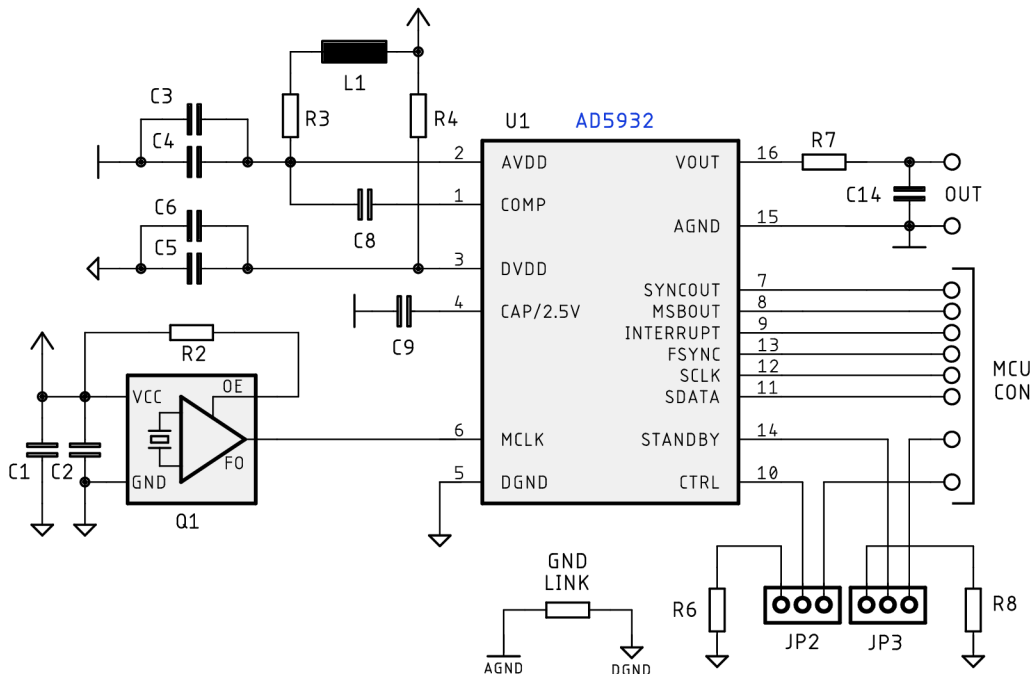 C3
L1
R3
R4
C4
U1 AD5932
2 AVDD
VOUT 16
R7
1 COMP
C8
C14
OUT
C6
AGND 15
C5
3 DVDD
SYNCOUT 7
4 CAP/2.5V
MSBOUT 8
C9
INTERRUPT 9
R2
FSYNC 13
MCU
CON
SCLK 12
OE
VCC
SDATA 11
6 MCLK
STANDBY 14
FO
C1
C2
GND
5 DGND
CTRL 10
Q1
GND
LINK
R6
R8
JP2
JP3
AGND
DGND